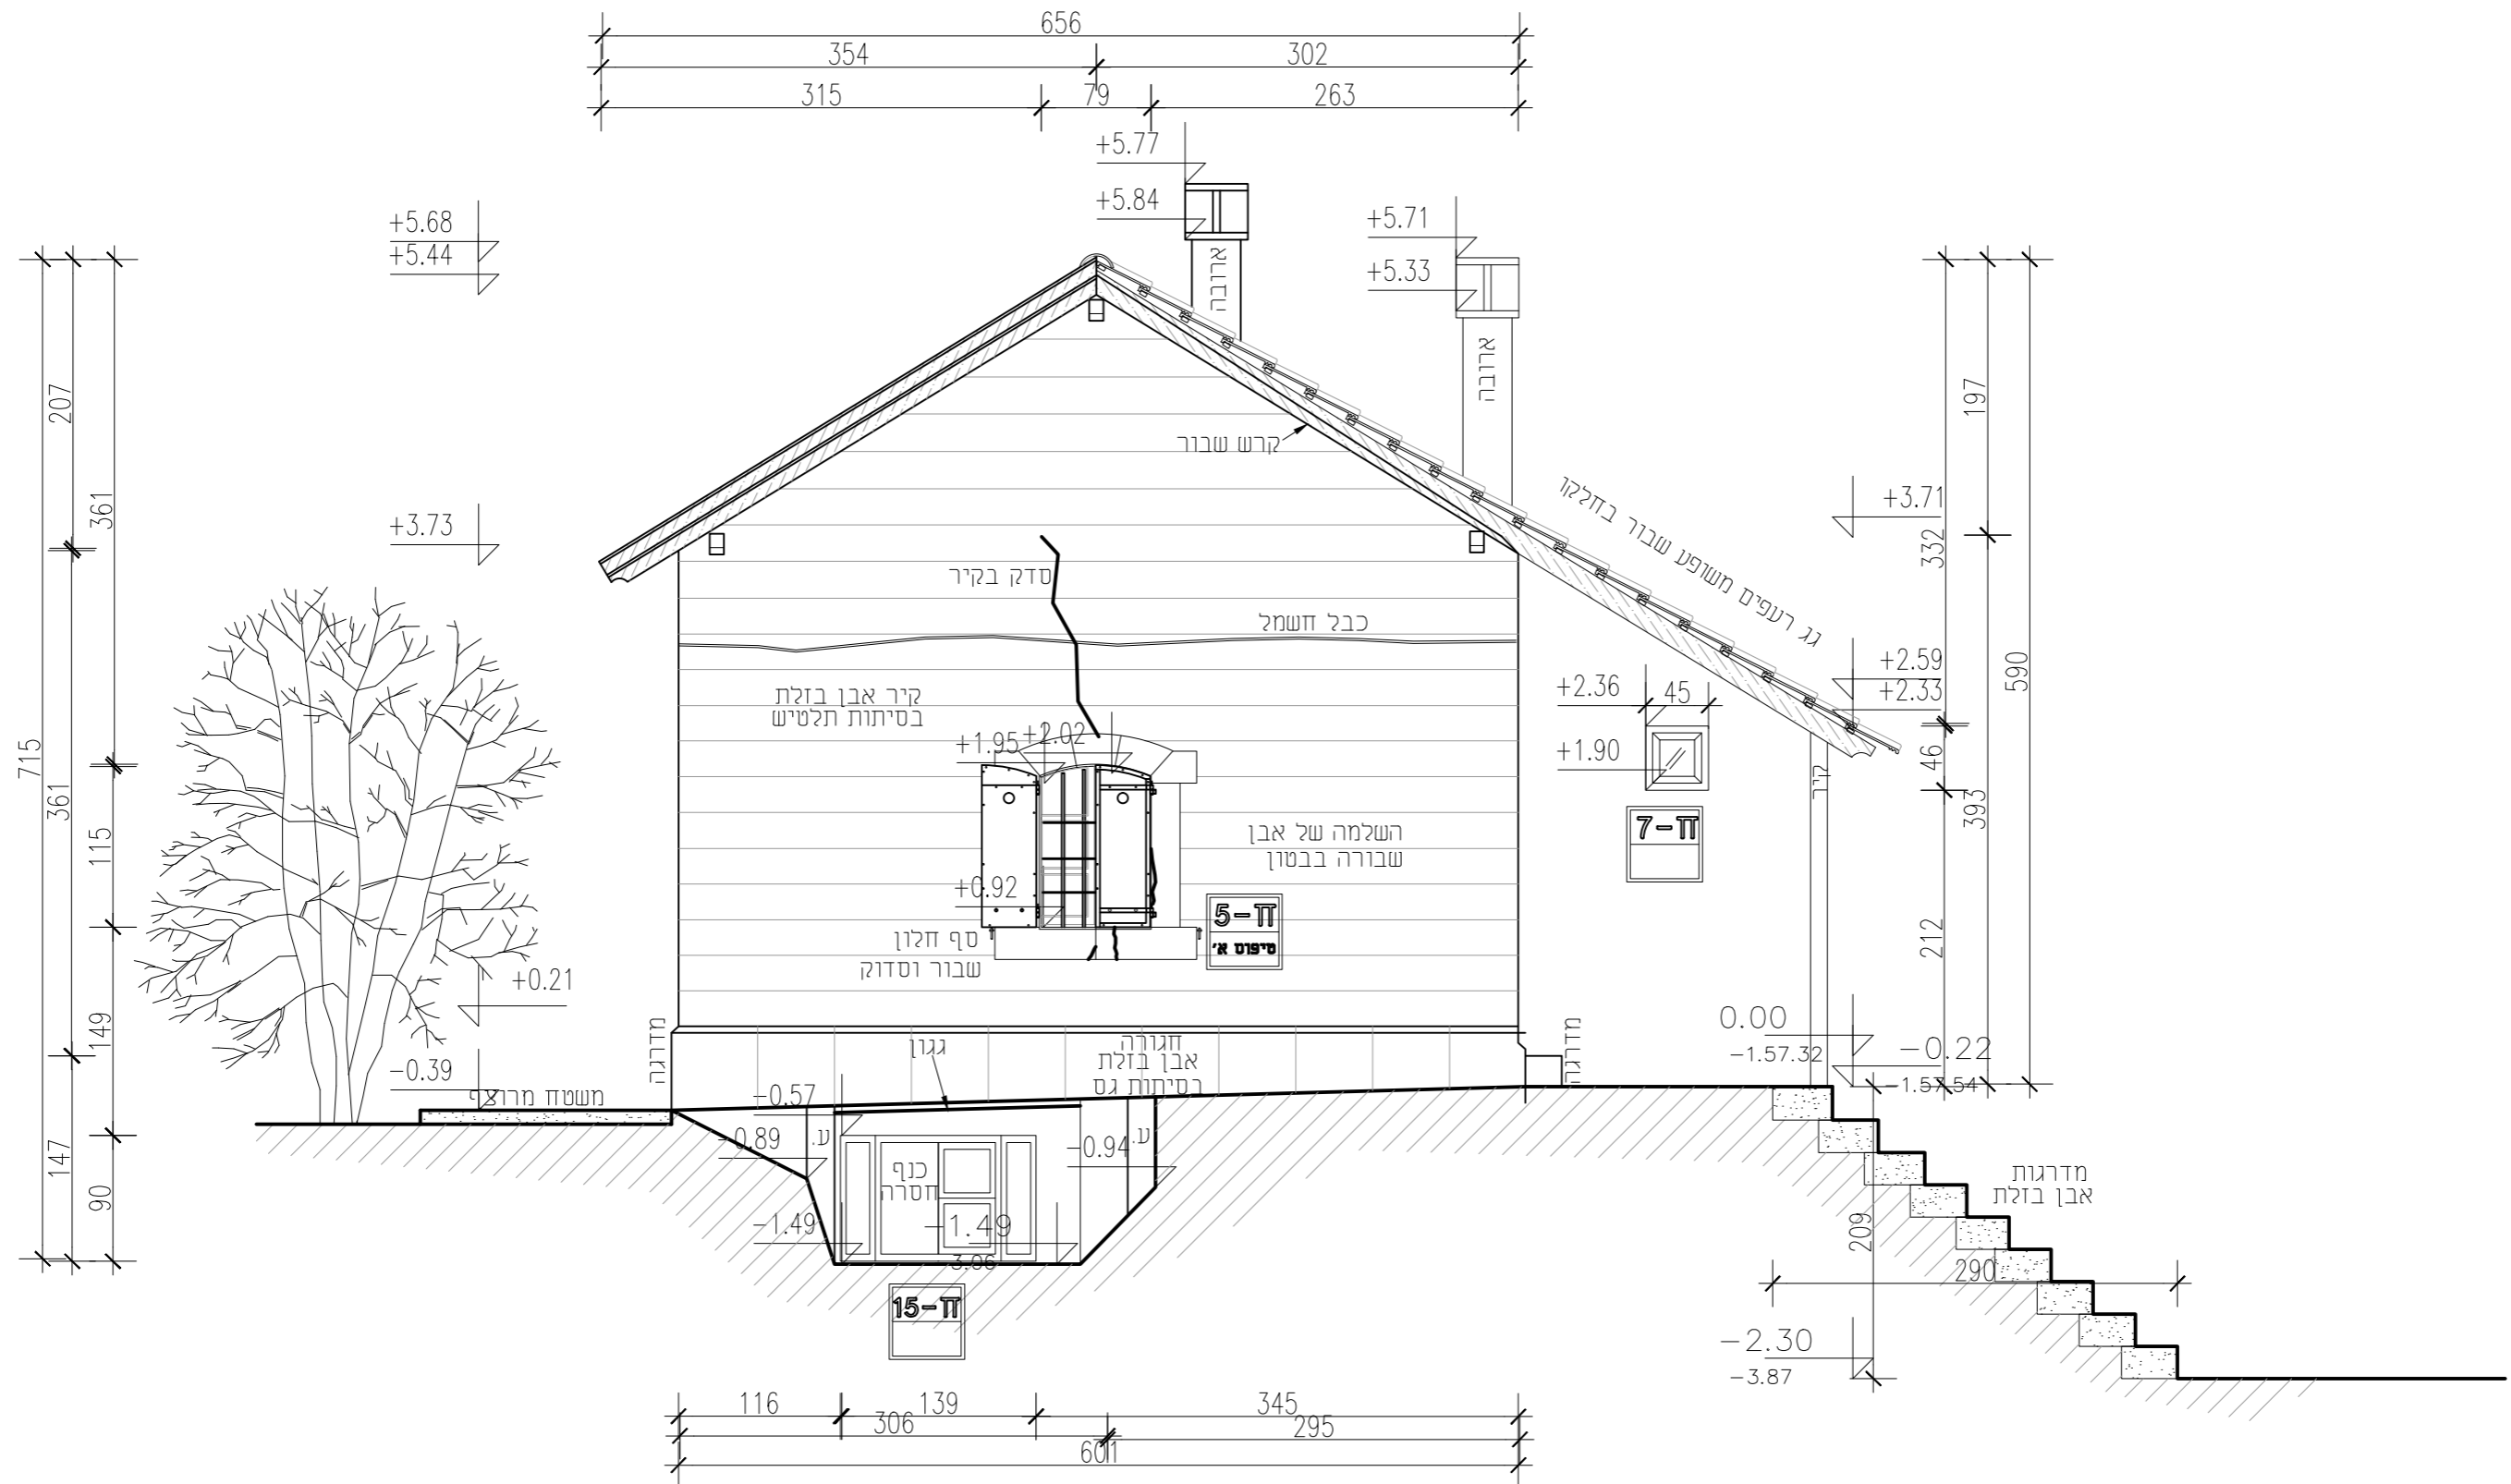 656
354
302
315
79
263
+5.77
+5.84
+5.71
+5.33
ארובה
ארובה
+5.68
+5.44
+3.73
קרש שבור
גג רעפים משופע שבור בחלקו
+3.71
+2.59
+2.33
סדק בקיר
כבל חשמל
קיר אבן בזלת
בסיתות תלטיש
+1.95
+2.02
+0.92
+2.36
45
+1.90
ח-7
קיר
השלמה של אבן
שבורה בבטון
ח-5
טיפוס א'
סף חלון
שבור וסדוק
+0.21
-0.39
משטח מרוצף
מדרגה
מדרגה
גגון
חגורה
אבן בזלת
בסיתות גס
0.00
-1.57.32
-0.22
-1.57.54
-0.57
-0.89
ע.
ע.
-0.94
כנף
חסרה
-1.49
-1.49
-3.06
ח-15
מדרגות
אבן בזלת
209
290
-2.30
-3.87
715
207
361
147
361
115
149
90
332
46
212
197
393
590
116
139
345
306
295
601